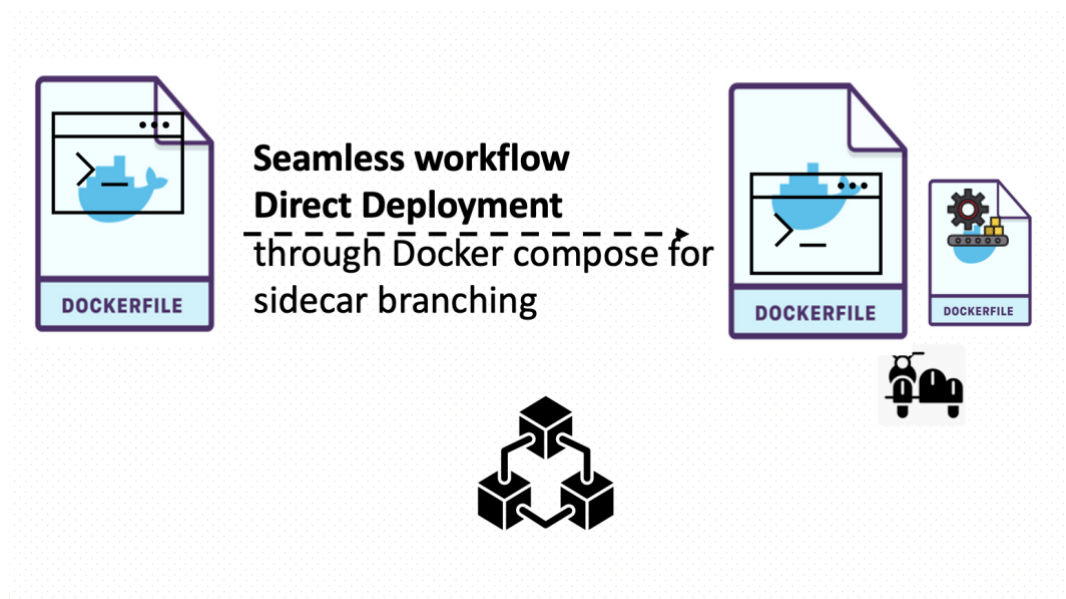 Seamless workflow
Direct Deployment
through Docker compose for
sidecar branching
DOCKERFILE
DOCKERFILE
DOCKERFILE